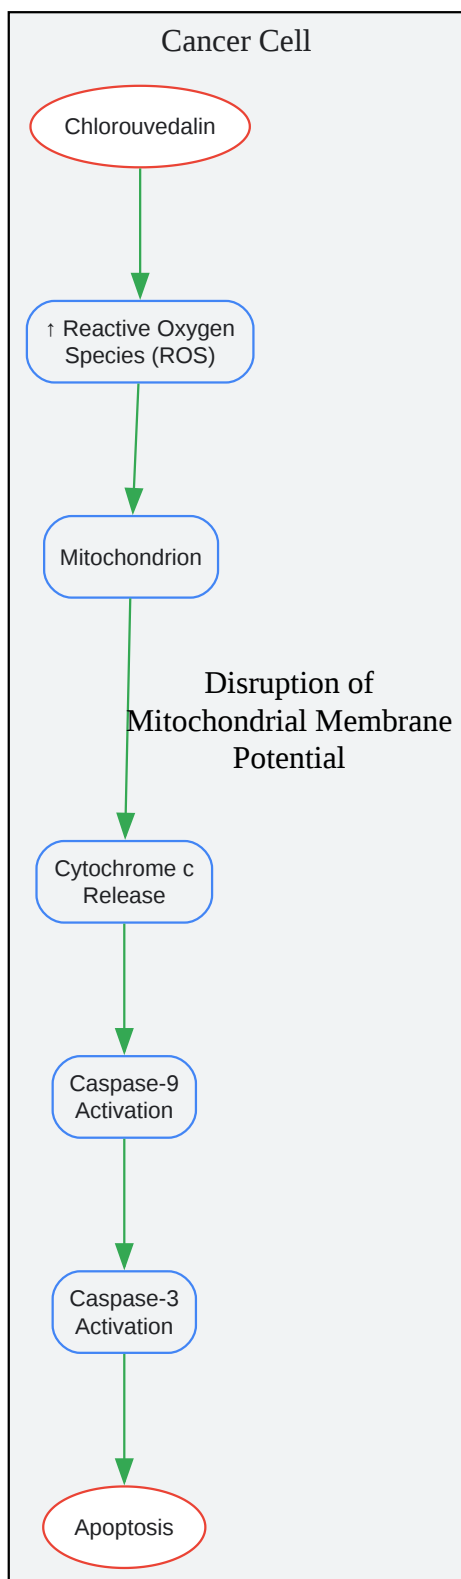 Cancer Cell
Chlorouvedalin
↑ Reactive Oxygen
Species (ROS)
Mitochondrion
Disruption of
Mitochondrial Membrane
Potential
Cytochrome c
Release
Caspase-9
Activation
Caspase-3
Activation
Apoptosis